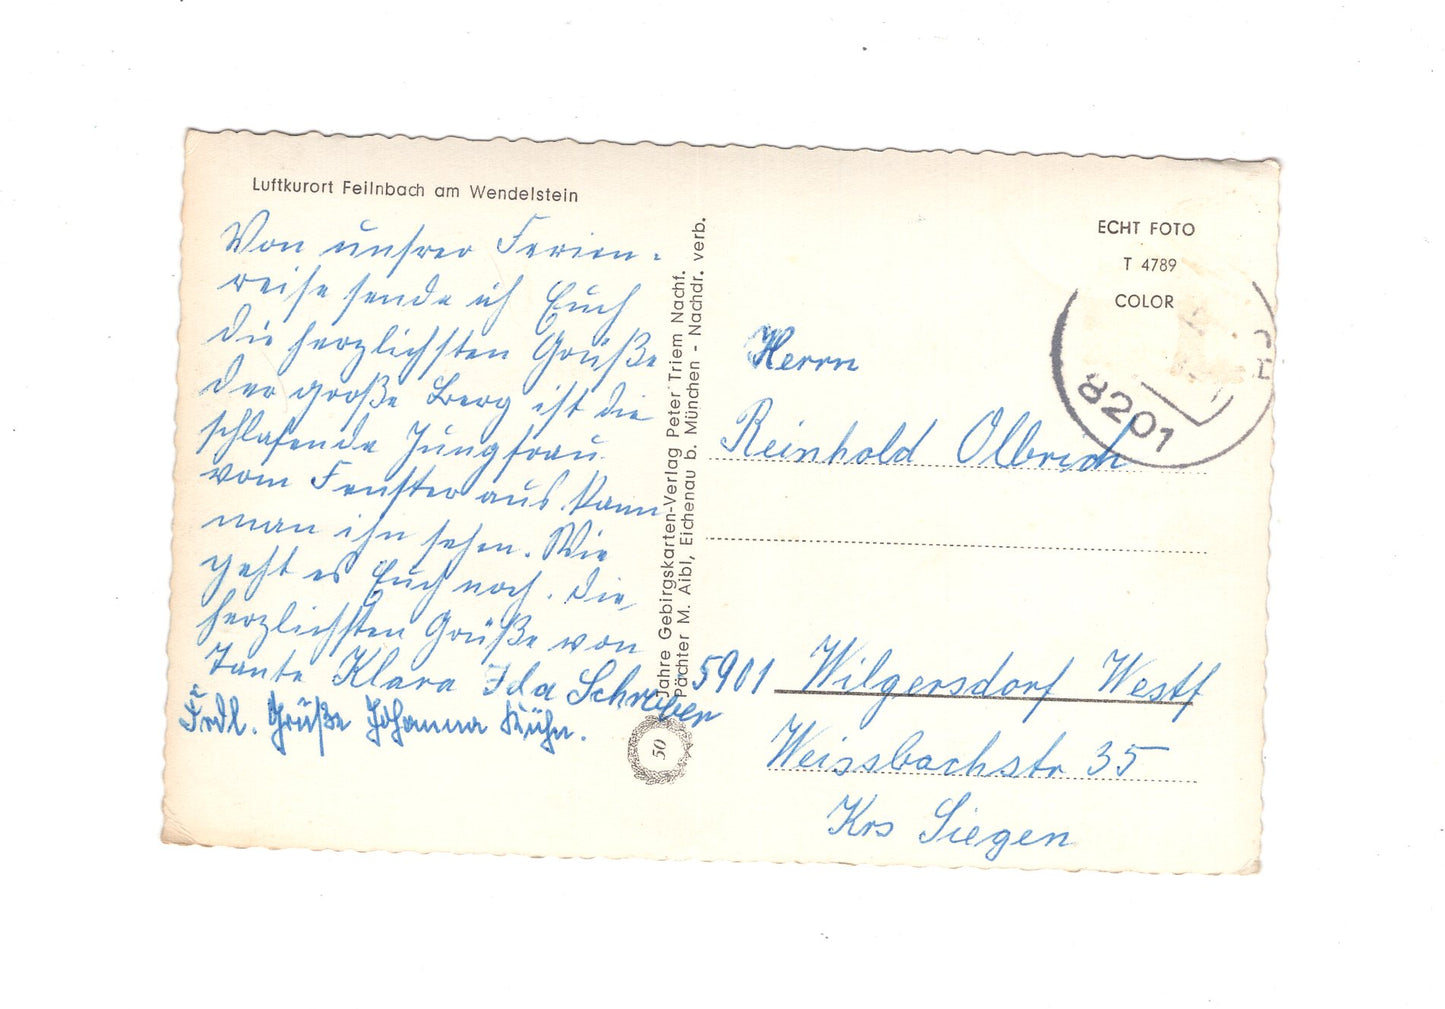 Luftkurort Feilnbach am Wendelstein
Von unsrer Ferien-
reise sende ich Euch
die herzlichsten Grüße
der große Berg ist die
schlafende Jungfrau.
vom Fenster aus kann
man ihn sehen. Wie
geht es Euch noch. Die
herzlichsten Grüße von
Tante Klara Ida Schreber
Frdl. Grüße Johanna Kühn.
Jahre Gebirgskarten-Verlag Peter Triem Nachf.
Pächter M. Aibl, Eichenau b. München - Nachdr. verb.
50
ECHT FOTO
T 4789
COLOR
8201
Herrn
Reinhold Olbrich
5901 Wilgersdorf Westf
Weissbachstr 35
Krs Siegen